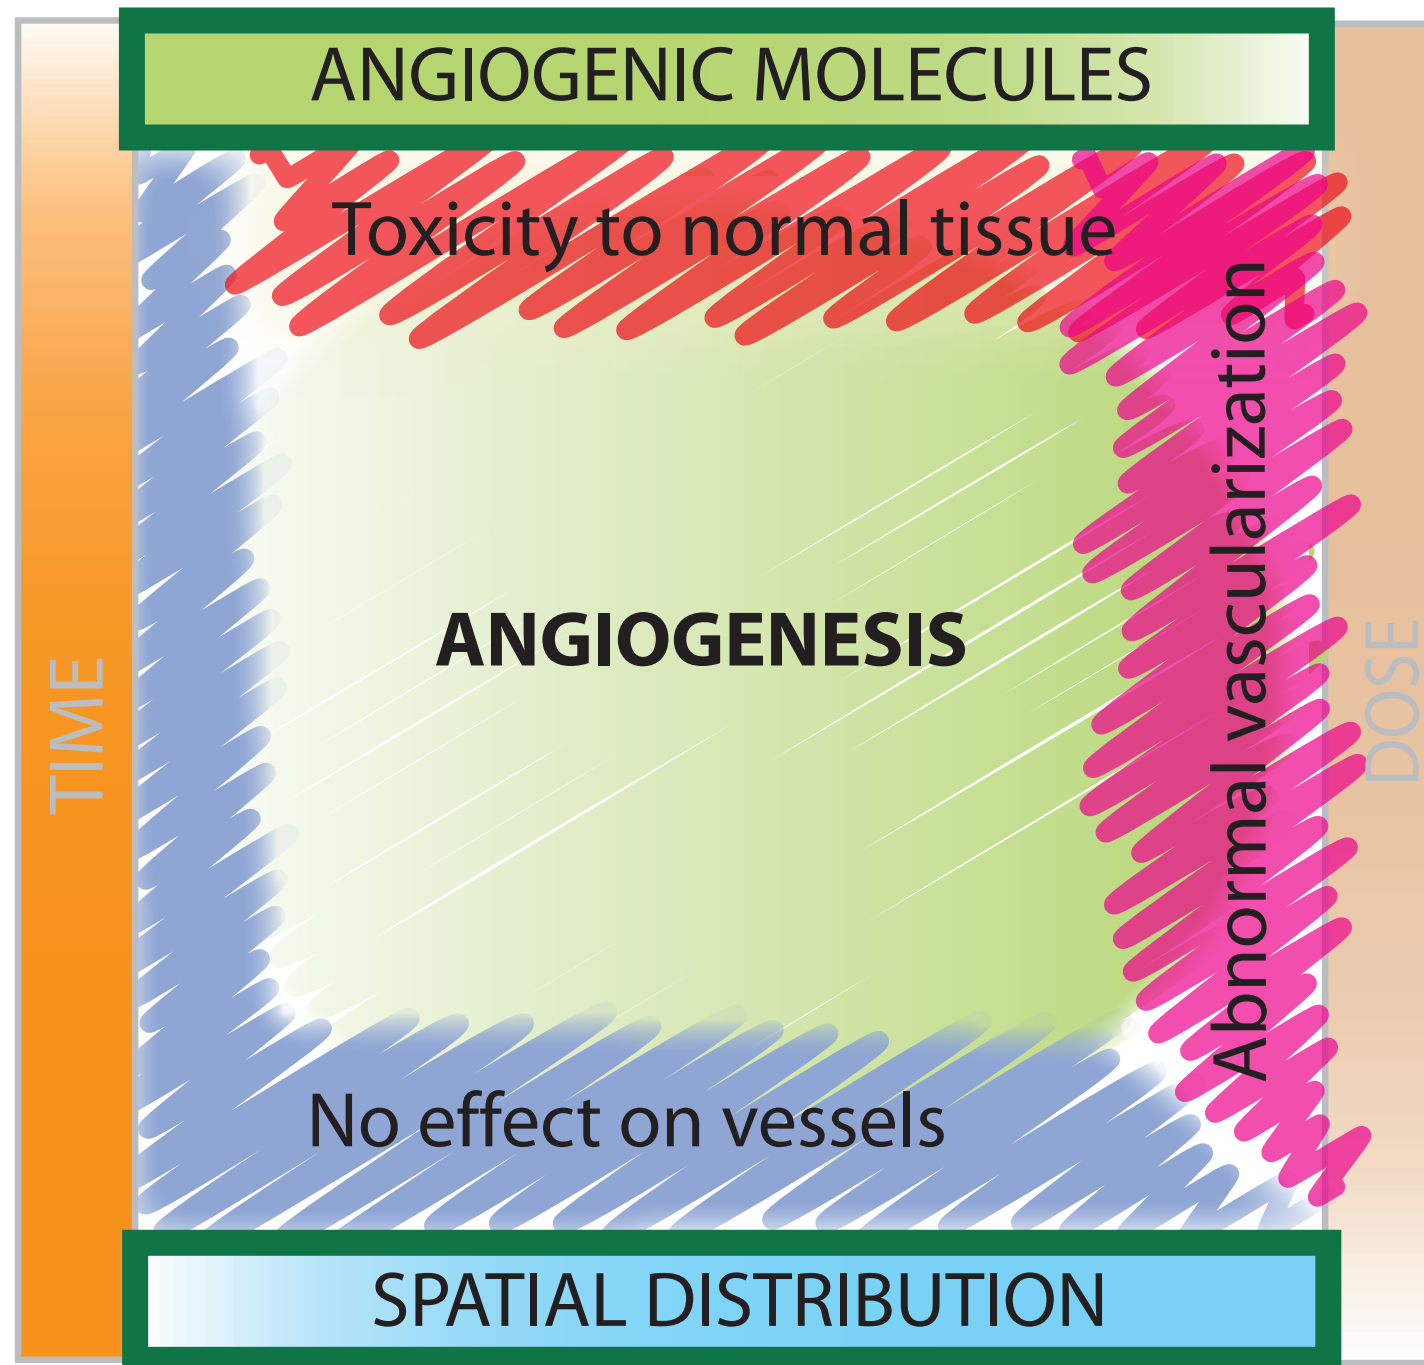 ANGIOGENIC MOLECULES
Toxicity to normal tissue
Abnormal vascularization
ANGIOGENESIS
TIME
DOSE
No effect on vessels
SPATIAL DISTRIBUTION